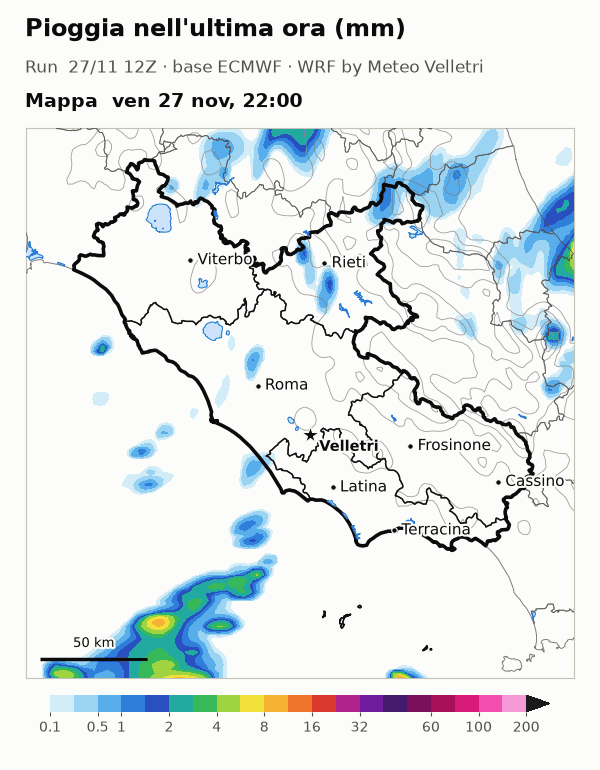 Pioggia nell'ultima ora (mm)
Run  27/11 12Z · base ECMWF · WRF by Meteo Velletri
Mappa  ven 27 nov, 22:00
Viterbo
Rieti
Roma
Velletri
Frosinone
Cassino
Latina
Terracina
50 km
0.1 0.5 1 2 4 8 16 32 60 100 200